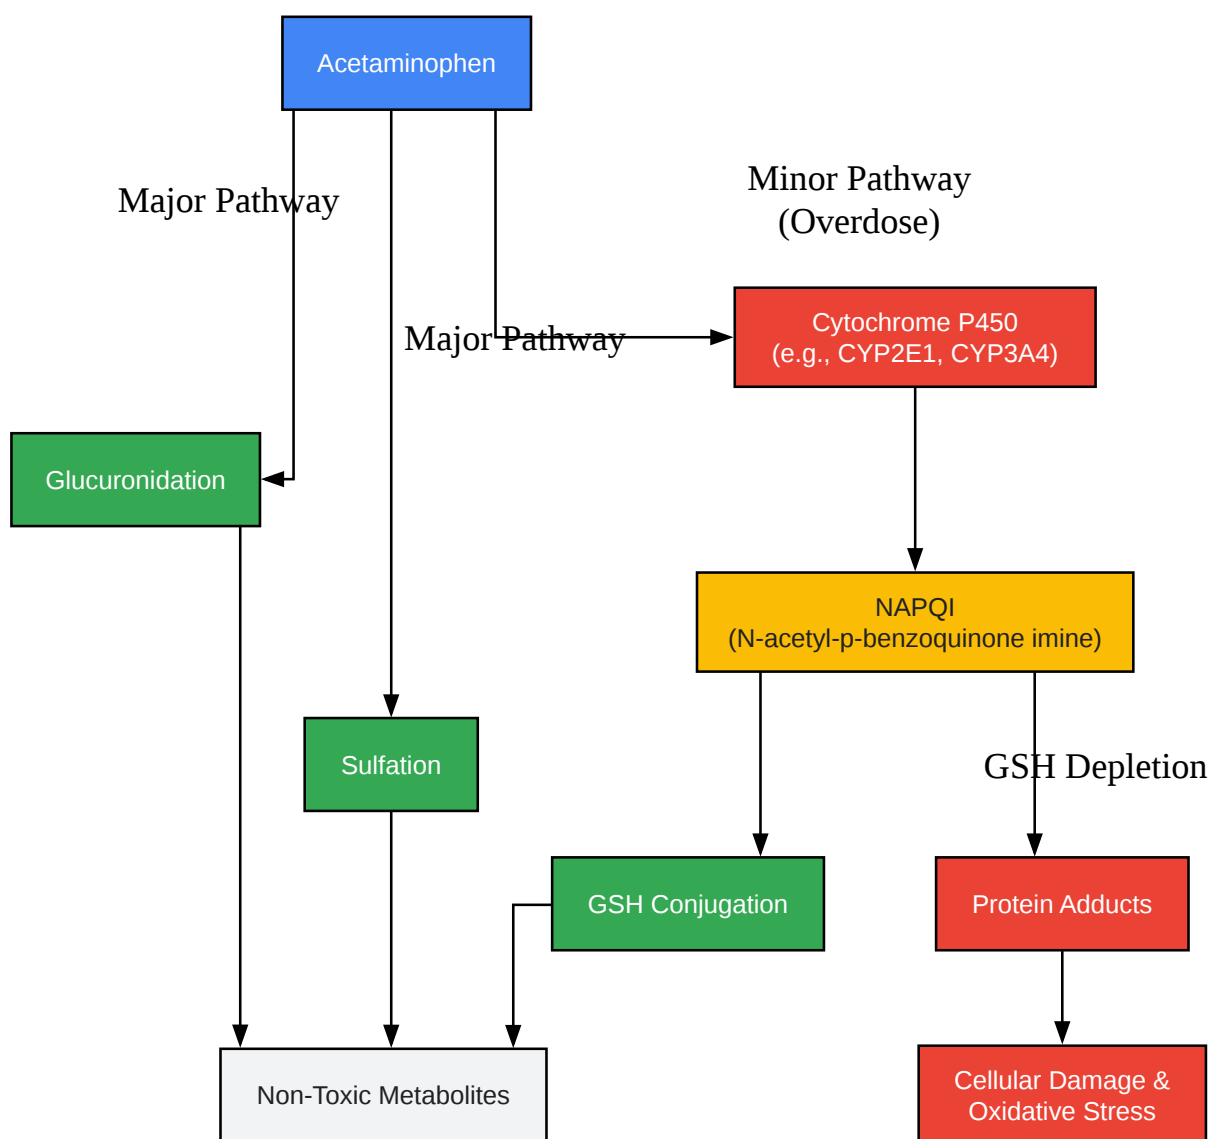 Acetaminophen
Major Pathway
Minor Pathway
(Overdose)
Major Pathway
Cytochrome P450
(e.g., CYP2E1, CYP3A4)
Glucuronidation
NAPQI
(N-acetyl-p-benzoquinone imine)
Sulfation
GSH Depletion
GSH Conjugation
Protein Adducts
Non-Toxic Metabolites
Cellular Damage &
Oxidative Stress